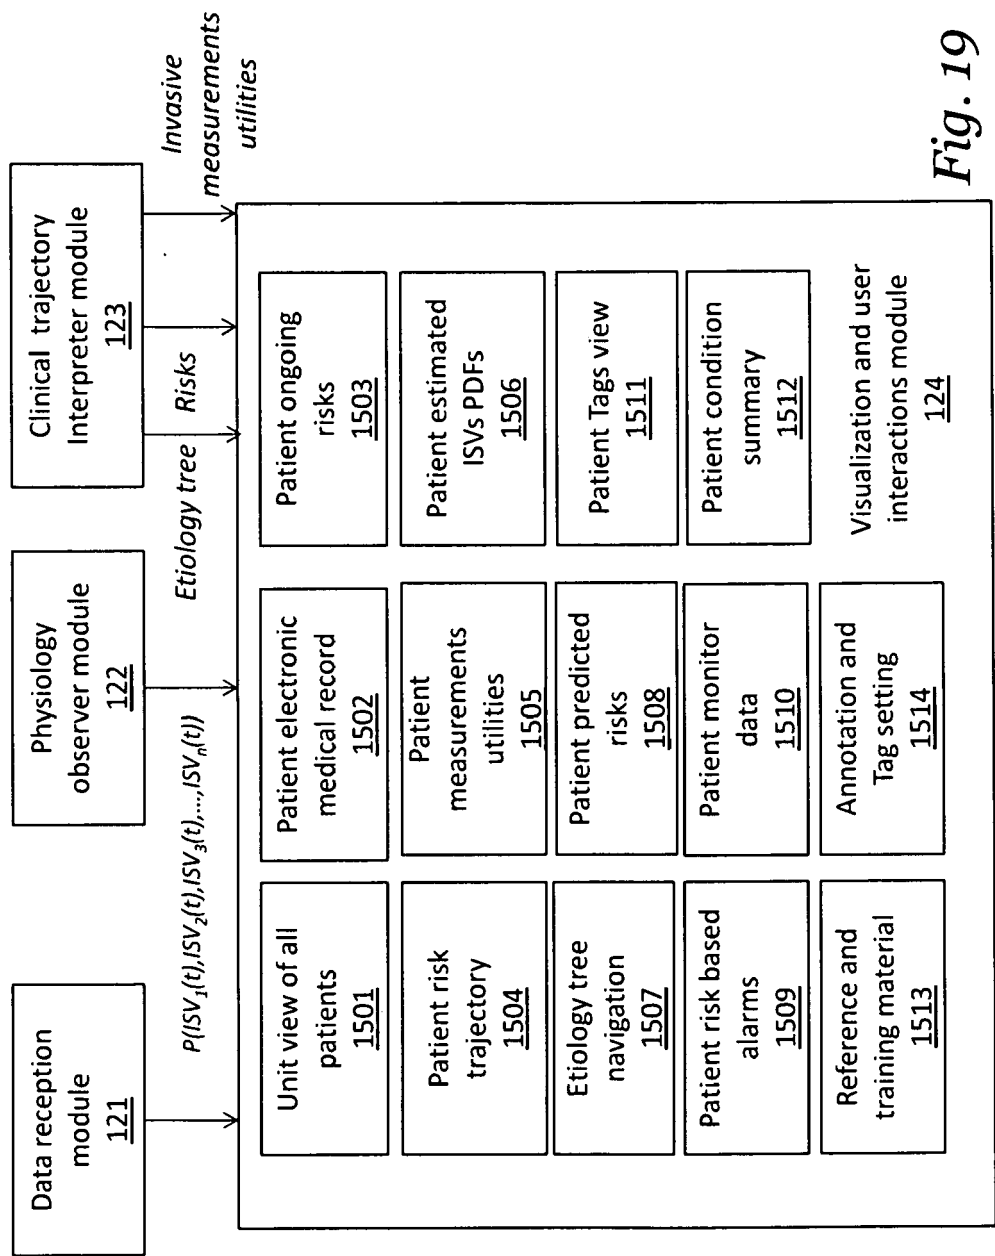 Data reception
module
121
Physiology
observer module
122
Clinical trajectory
Interpreter module
123
P(ISV₁(t),ISV₂(t),ISV₃(t),...,ISVₙ(t))
Etiology tree
Risks
Invasive
measurements
utilities
Unit view of all
patients
1501
Patient electronic
medical record
1502
Patient ongoing
risks
1503
Patient risk
trajectory
1504
Patient
measurements
utilities
1505
Patient estimated
ISVs PDFs
1506
Etiology tree
navigation
1507
Patient predicted
risks
1508
Patient Tags view
1511
Patient risk based
alarms
1509
Patient monitor
data
1510
Patient condition
summary
1512
Reference and
training material
1513
Annotation and
Tag setting
1514
Visualization and user
interactions module
124
Fig. 19